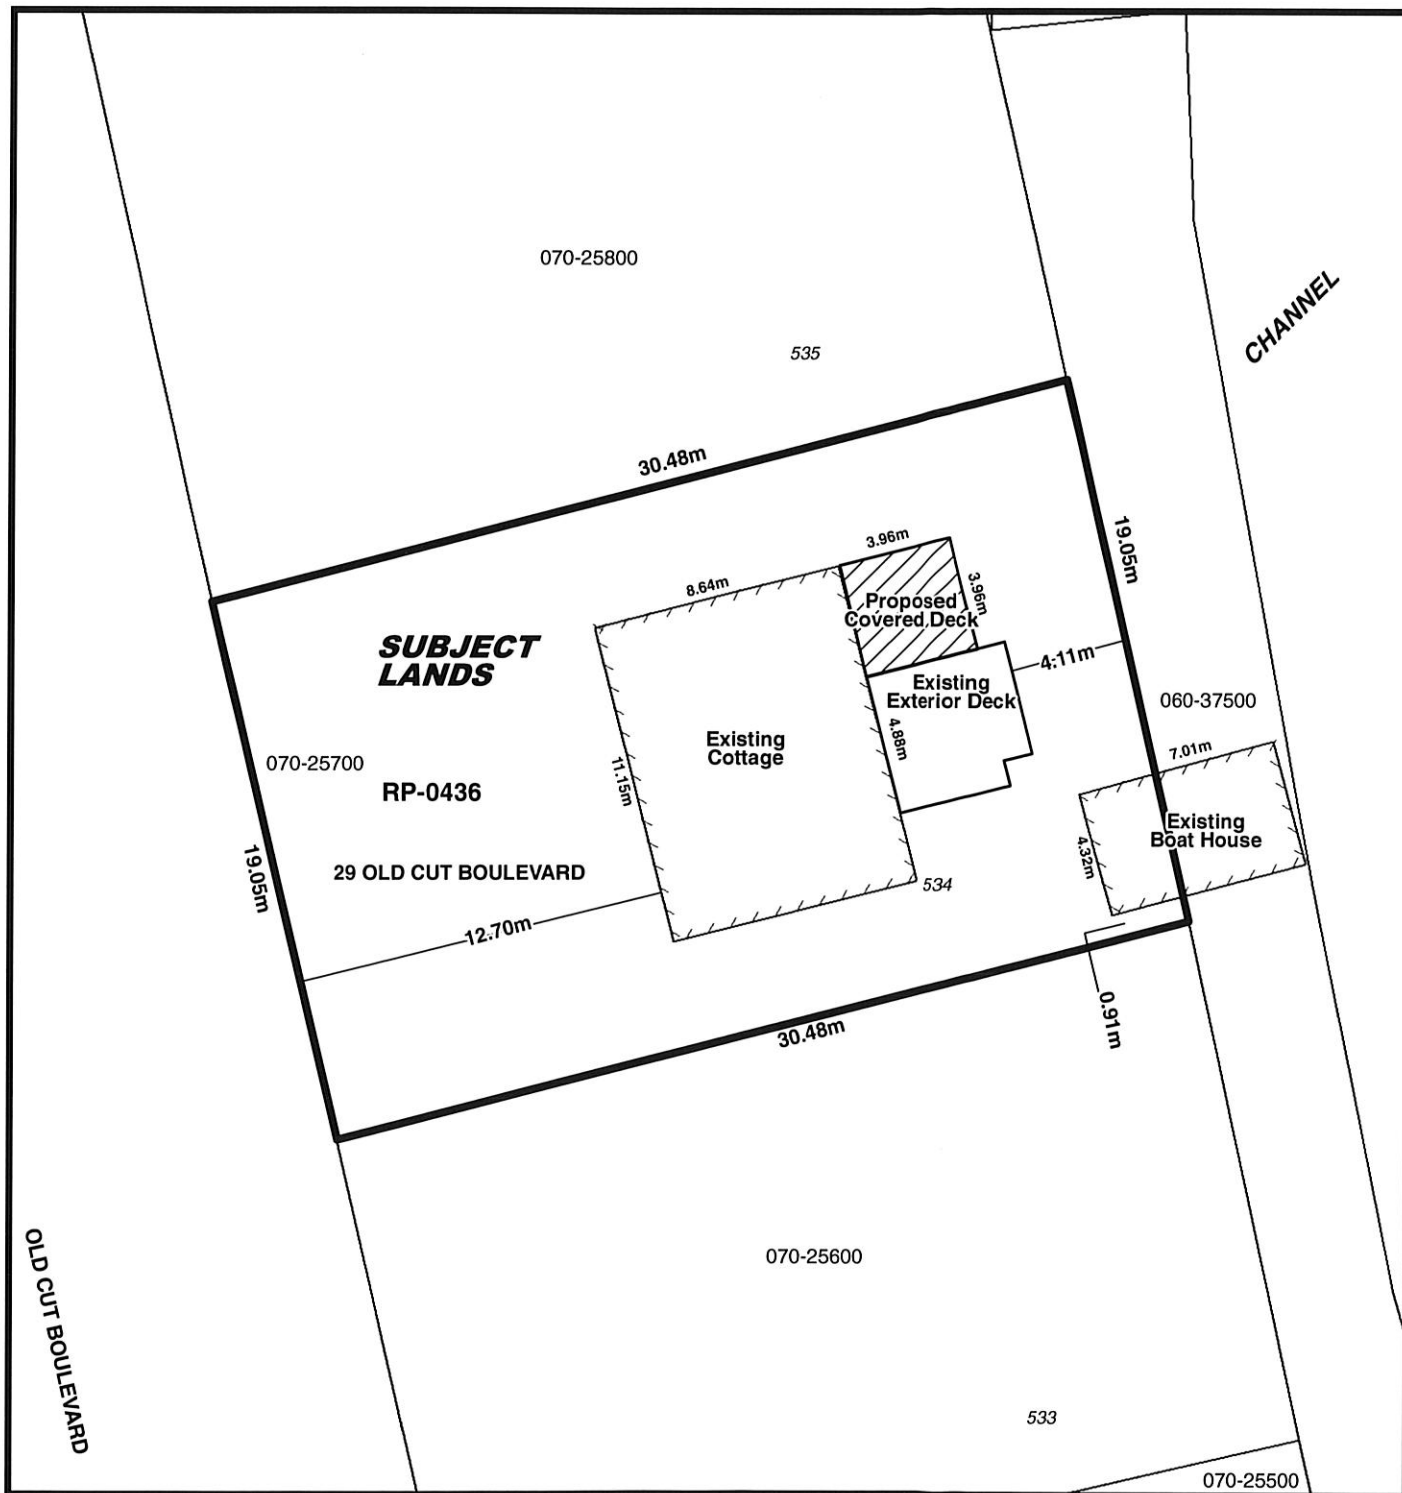 070-25800
535
CHANNEL
30.48m
19.05m
3.96m
3.96m
8.64m
Proposed
Covered Deck
SUBJECT
LANDS
4.11m
Existing
Exterior Deck
060-37500
4.88m
Existing
Cottage
7.01m
070-25700
11.15m
RP-0436
Existing
Boat House
4.32m
29 OLD CUT BOULEVARD
534
19.05m
12.70m
0.91m
30.48m
070-25600
OLD CUT BOULEVARD
533
070-25500